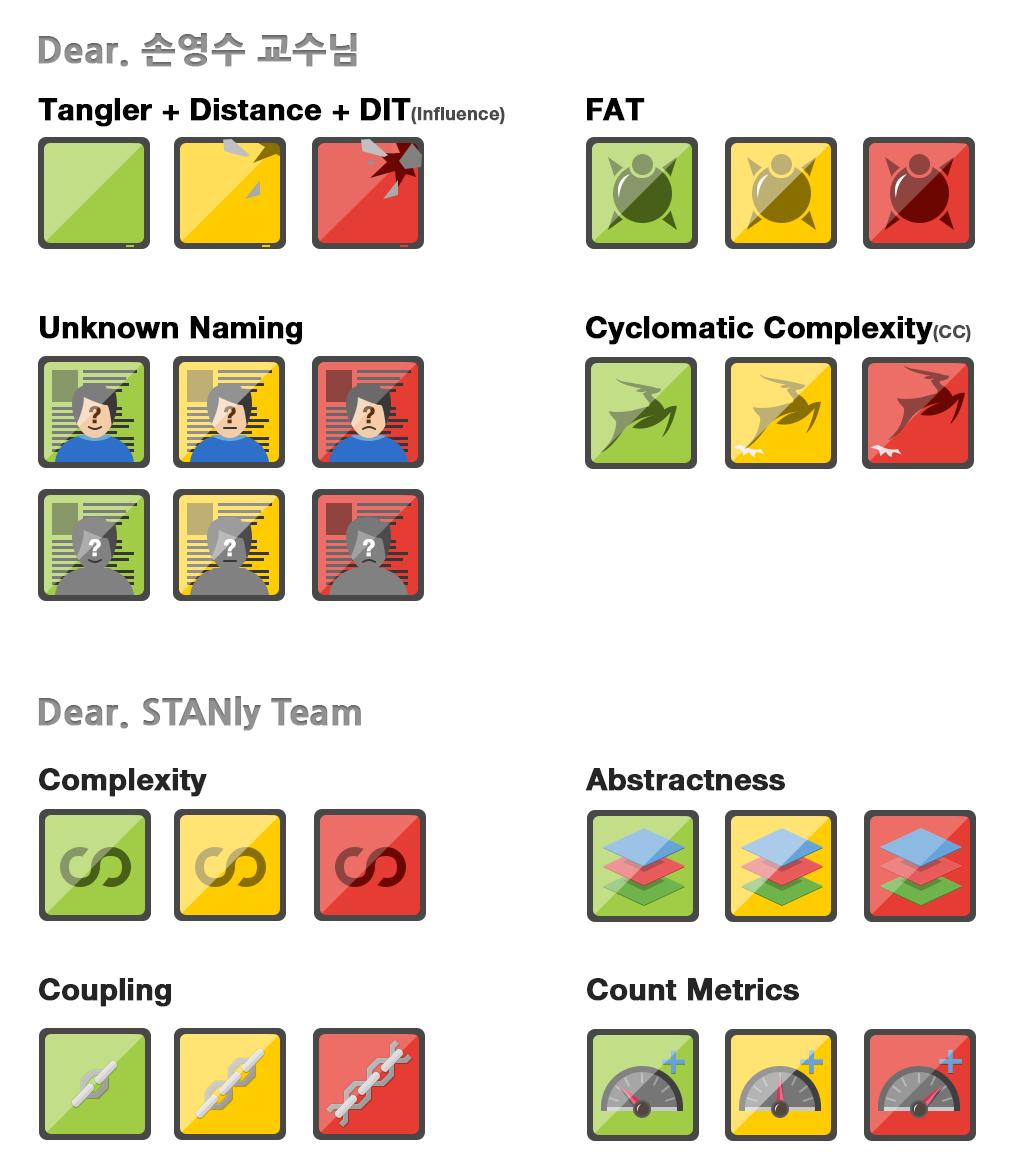 Dear. 손영수 교수님
Tangler + Distance + DIT(Influence)
FAT
Unknown Naming
Cyclomatic Complexity(CC)
? ? ?
? ? ?
Dear. STANly Team
Complexity
Abstractness
Coupling
Count Metrics
+ + +